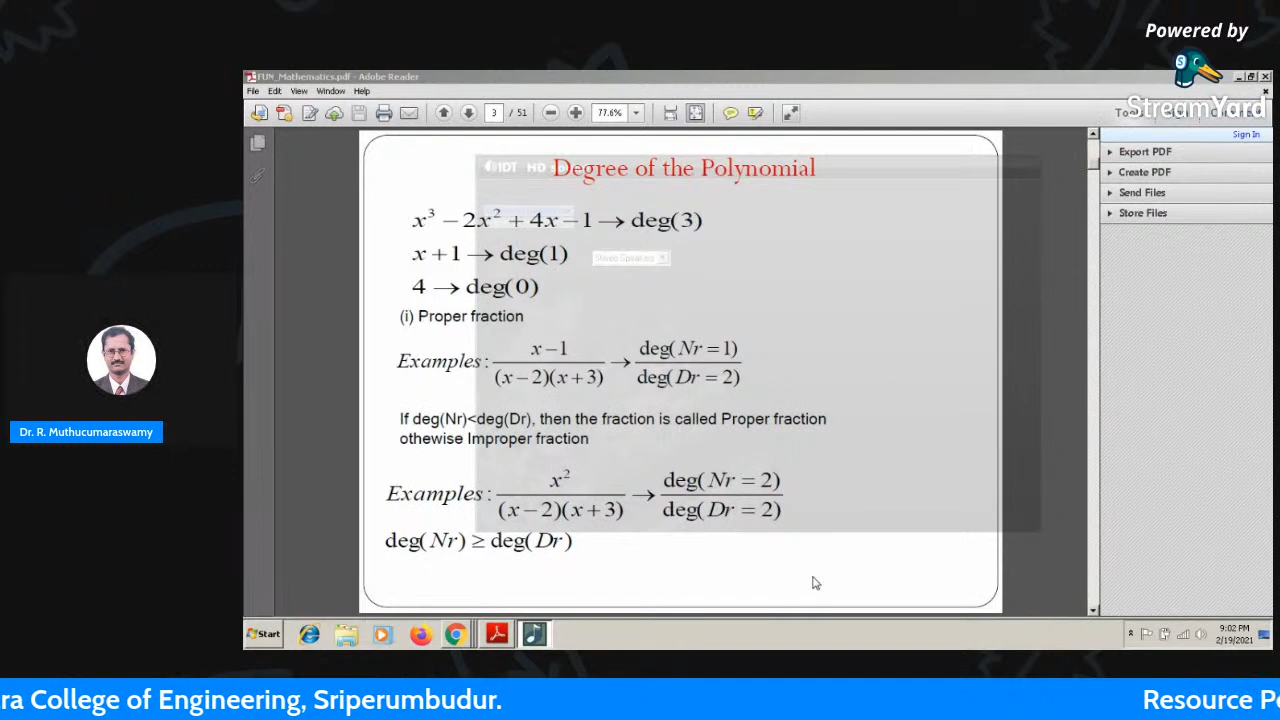 Powered by
StreamYard
FUN_Mathematics.pdf - Adobe Reader
File Edit View Window Help
3 / 51 77.6%
Sign In
Export PDF
Create PDF
Send Files
Store Files
IDT HD
Degree of the Polynomial
x³ − 2x² + 4x − 1 → deg(3)
x + 1 → deg(1)
Stereo Speakers
4 → deg(0)
(i) Proper fraction
Examples : x − 1 / (x − 2)(x + 3) → deg(Nr = 1) / deg(Dr = 2)
If deg(Nr)<deg(Dr), then the fraction is called Proper fraction
othewise Improper fraction
Examples : x² / (x − 2)(x + 3) → deg(Nr = 2) / deg(Dr = 2)
deg(Nr) ≥ deg(Dr)
Dr. R. Muthucumaraswamy
Start
9:02 PM
2/19/2021
ra College of Engineering, Sriperumbudur.
Resource Pe